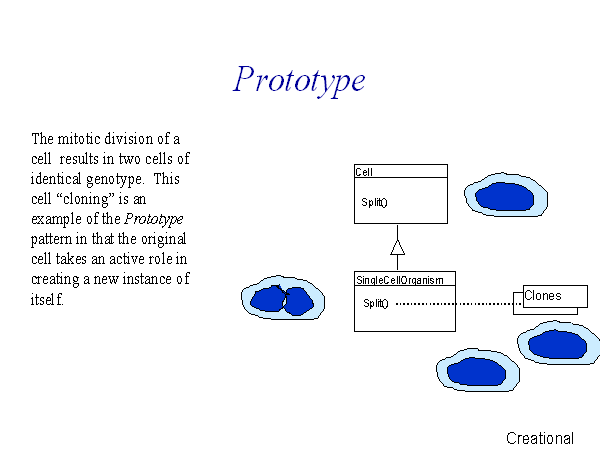 Prototype
The mitotic division of a
cell results in two cells of
identical genotype. This
cell “cloning” is an
example of the Prototype
pattern in that the original
cell takes an active role in
creating a new instance of
itself.
Cell
Split()
SingleCellOrganism
Split()
Clones
Creational